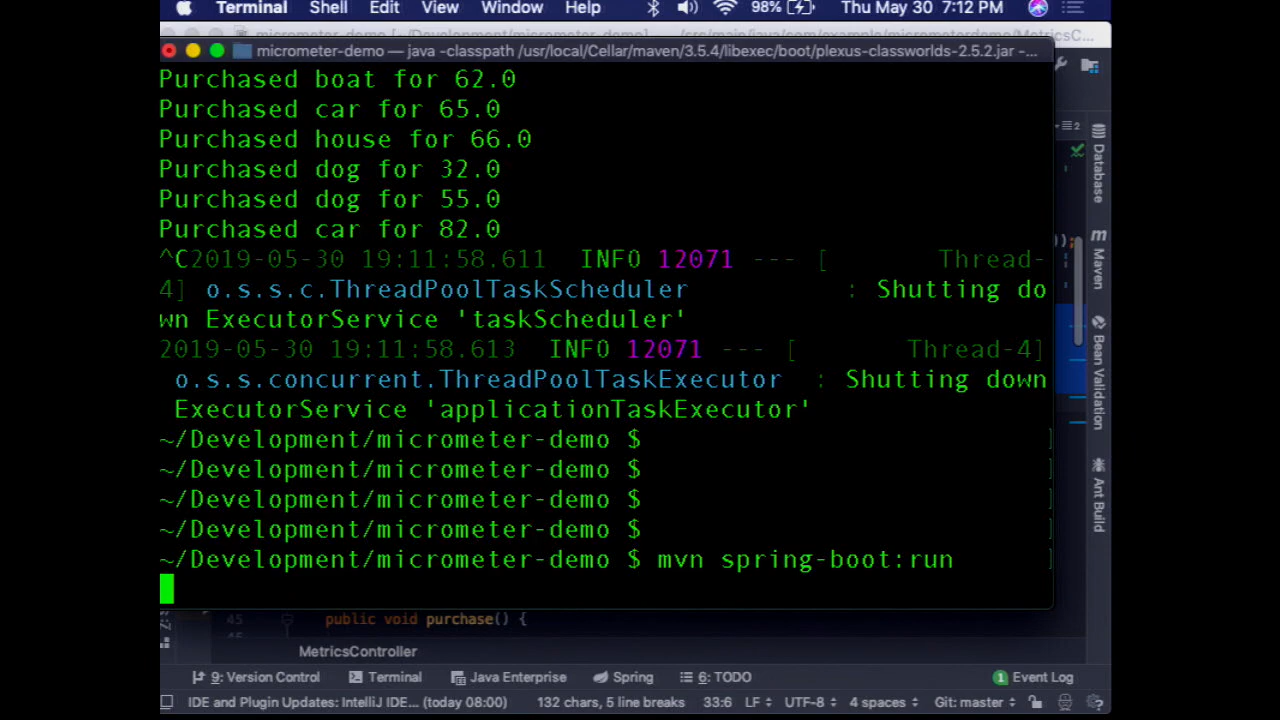 Terminal Shell Edit View Window Help 98% Thu May 30 7:12 PM
micrometer-demo — java -classpath /usr/local/Cellar/maven/3.5.4/libexec/boot/plexus-classworlds-2.5.2.jar -...
Purchased boat for 62.0
Purchased car for 65.0
Purchased house for 66.0
Purchased dog for 32.0
Purchased dog for 55.0
Purchased car for 82.0
^C2019-05-30 19:11:58.611  INFO 12071 --- [       Thread-
4] o.s.s.c.ThreadPoolTaskScheduler          : Shutting do
wn ExecutorService 'taskScheduler'
2019-05-30 19:11:58.613  INFO 12071 --- [       Thread-4]
o.s.s.concurrent.ThreadPoolTaskExecutor  : Shutting down
ExecutorService 'applicationTaskExecutor'
~/Development/micrometer-demo $
~/Development/micrometer-demo $
~/Development/micrometer-demo $
~/Development/micrometer-demo $
~/Development/micrometer-demo $ mvn spring-boot:run
Database
Maven
Bean Validation
Ant Build
45 public void purchase() {
MetricsController
9: Version Control Terminal Java Enterprise Spring 6: TODO 1 Event Log
IDE and Plugin Updates: IntelliJ IDE... (today 08:00) 132 chars, 5 line breaks 33:6 LF UTF-8 4 spaces Git: master